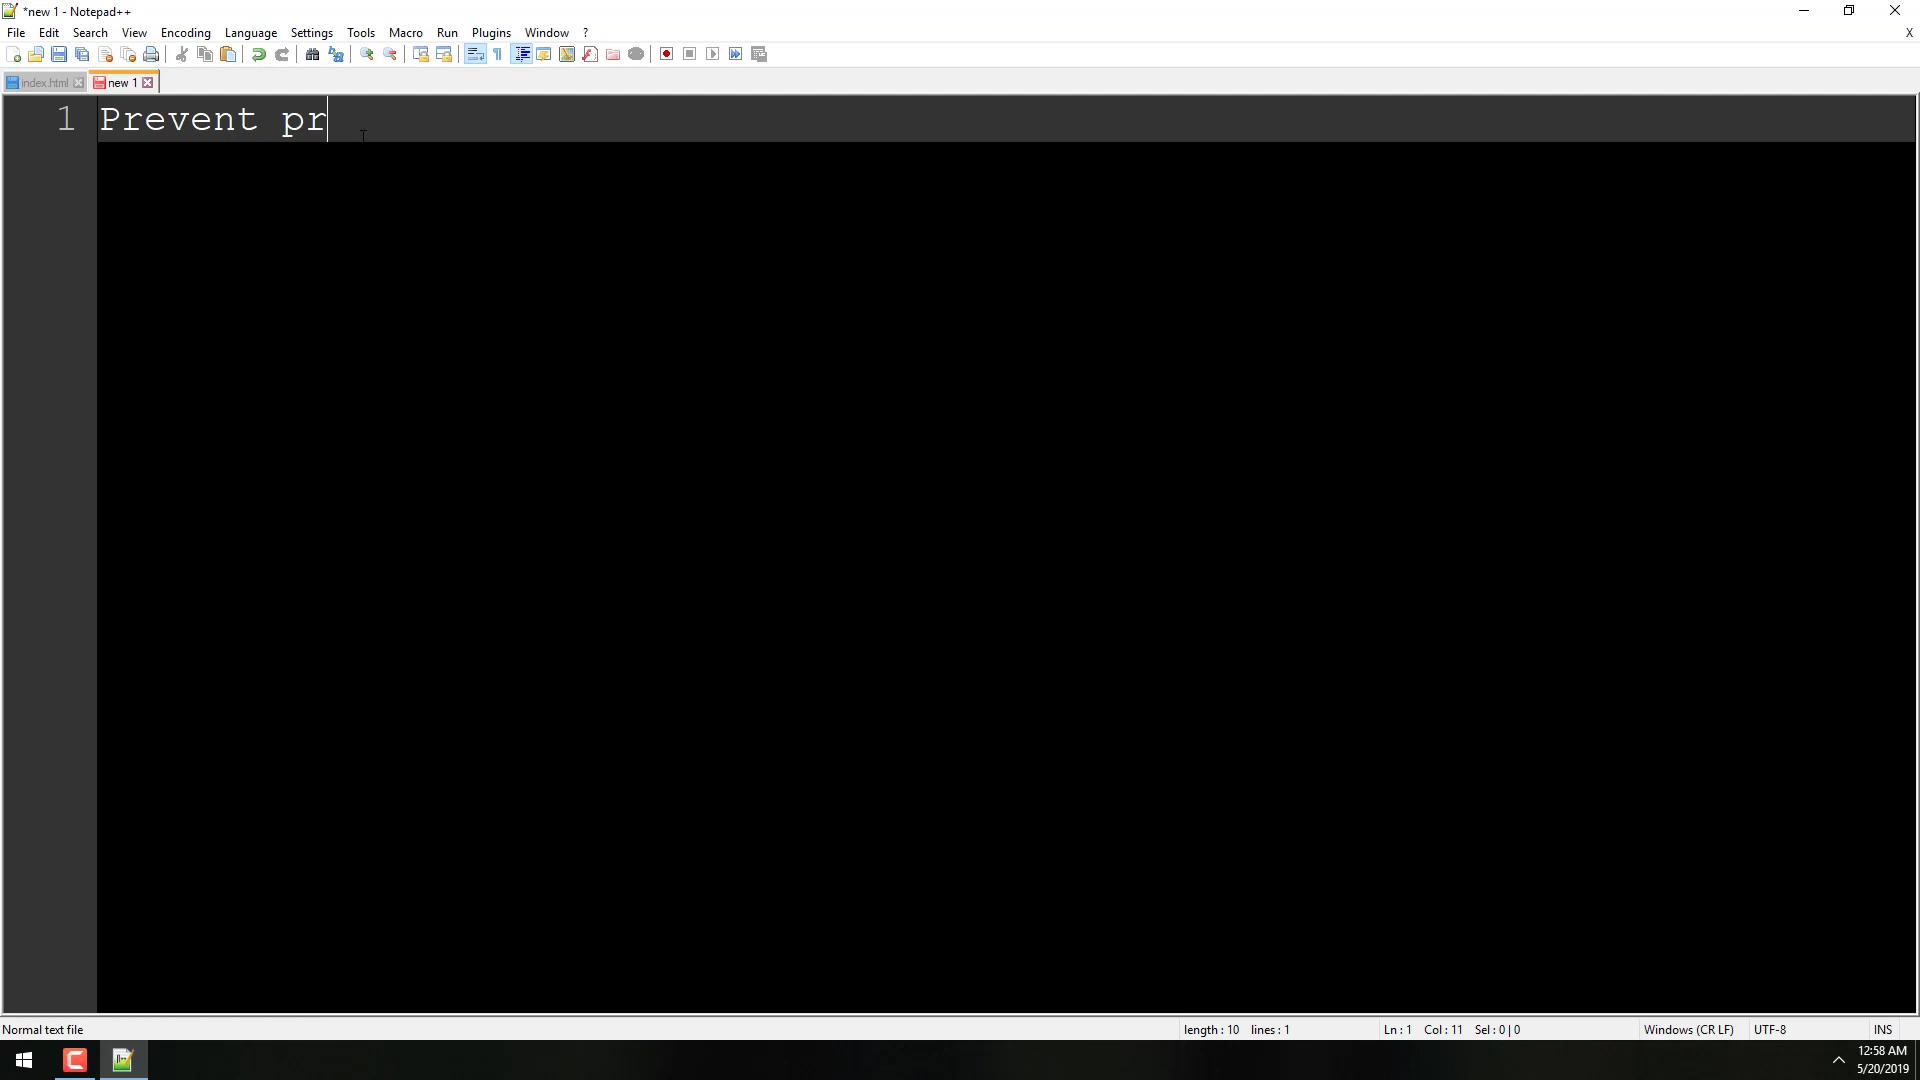 *new 1 - Notepad++
File Edit Search View Encoding Language Settings Tools Macro Run Plugins Window ? X
index.html new 1
1 Prevent pr
Normal text file length : 10 lines : 1 Ln : 1 Col : 11 Sel : 0 | 0 Windows (CR LF) UTF-8 INS
12:58 AM
5/20/2019